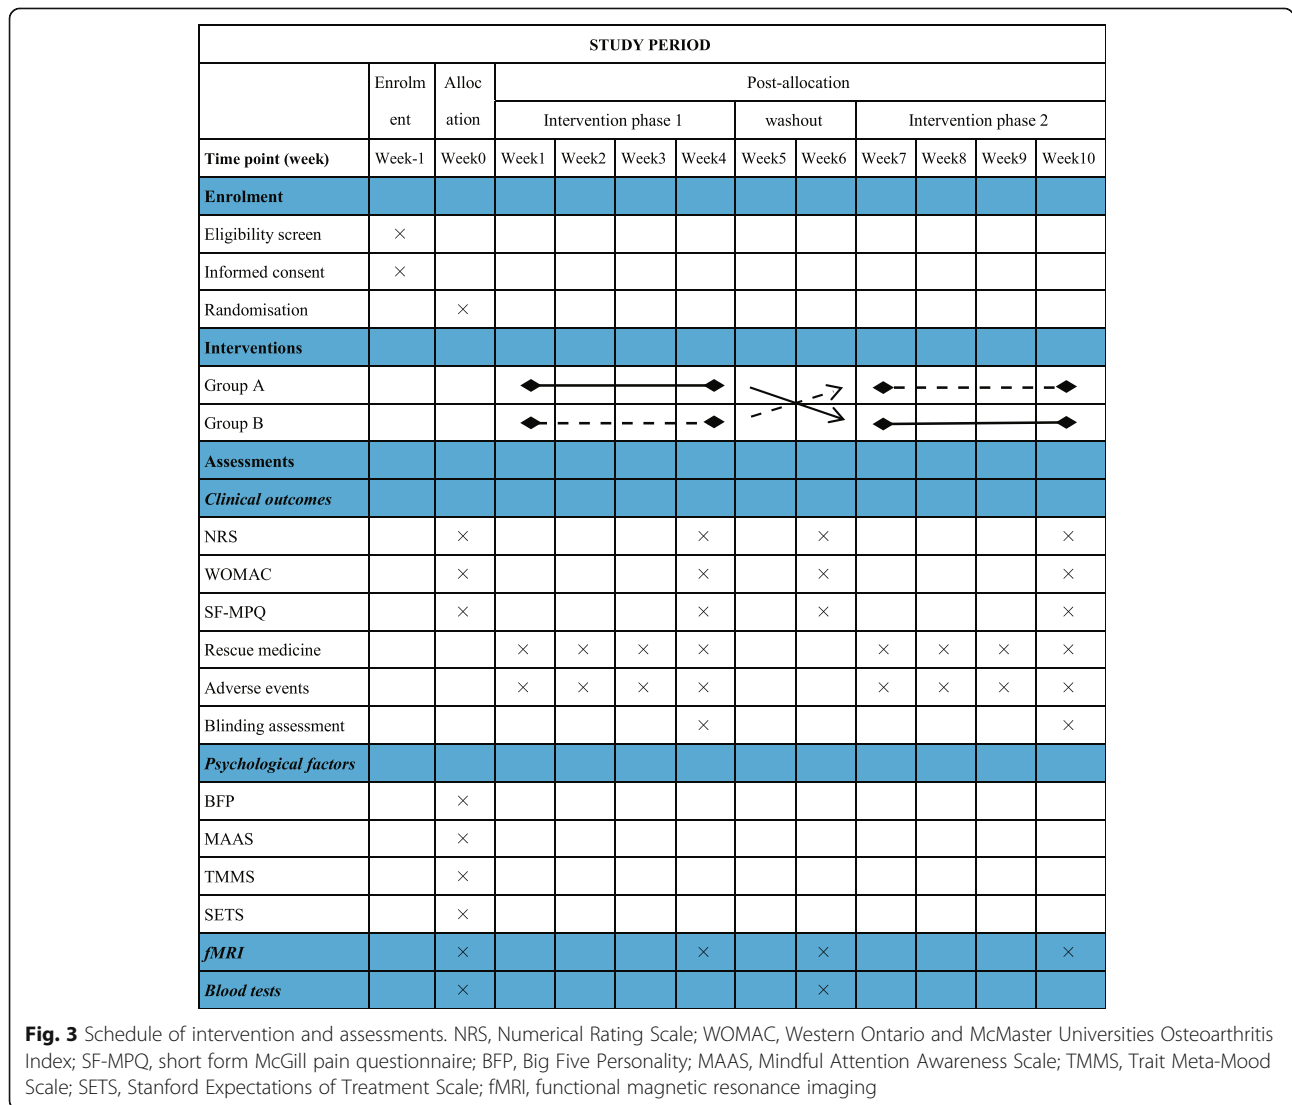 STUDY PERIOD
Enrolm
ent
Alloc
ation
Post-allocation
Intervention phase 1
washout
Intervention phase 2
Time point (week) Week-1 Week0 Week1 Week2 Week3 Week4 Week5 Week6 Week7 Week8 Week9 Week10
Enrolment
Eligibility screen ×
Informed consent ×
Randomisation ×
Interventions
Group A
Group B
Assessments
Clinical outcomes
NRS × × × ×
WOMAC × × × ×
SF-MPQ × × × ×
Rescue medicine × × × × × × × ×
Adverse events × × × × × × × ×
Blinding assessment × ×
Psychological factors
BFP ×
MAAS ×
TMMS ×
SETS ×
fMRI × × × ×
Blood tests × ×
Fig. 3 Schedule of intervention and assessments. NRS, Numerical Rating Scale; WOMAC, Western Ontario and McMaster Universities Osteoarthritis
Index; SF-MPQ, short form McGill pain questionnaire; BFP, Big Five Personality; MAAS, Mindful Attention Awareness Scale; TMMS, Trait Meta-Mood
Scale; SETS, Stanford Expectations of Treatment Scale; fMRI, functional magnetic resonance imaging